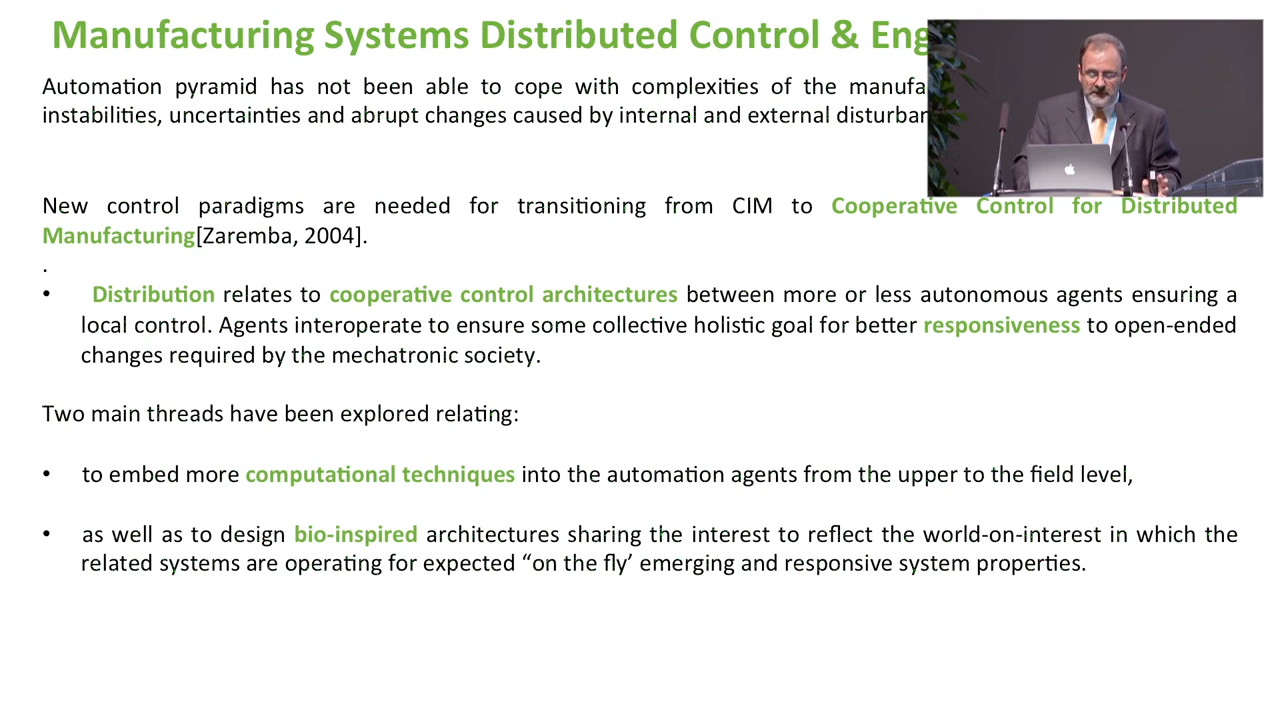 Manufacturing Systems Distributed Control & Eng
Automation pyramid has not been able to cope with complexities of the manufa
instabilities, uncertainties and abrupt changes caused by internal and external disturban
New control paradigms are needed for transitioning from CIM to Cooperative Control for Distributed
Manufacturing[Zaremba, 2004].
.
• Distribution relates to cooperative control architectures between more or less autonomous agents ensuring a
local control. Agents interoperate to ensure some collective holistic goal for better responsiveness to open-ended
changes required by the mechatronic society.
Two main threads have been explored relating:
• to embed more computational techniques into the automation agents from the upper to the field level,
• as well as to design bio-inspired architectures sharing the interest to reflect the world-on-interest in which the
related systems are operating for expected “on the fly’ emerging and responsive system properties.